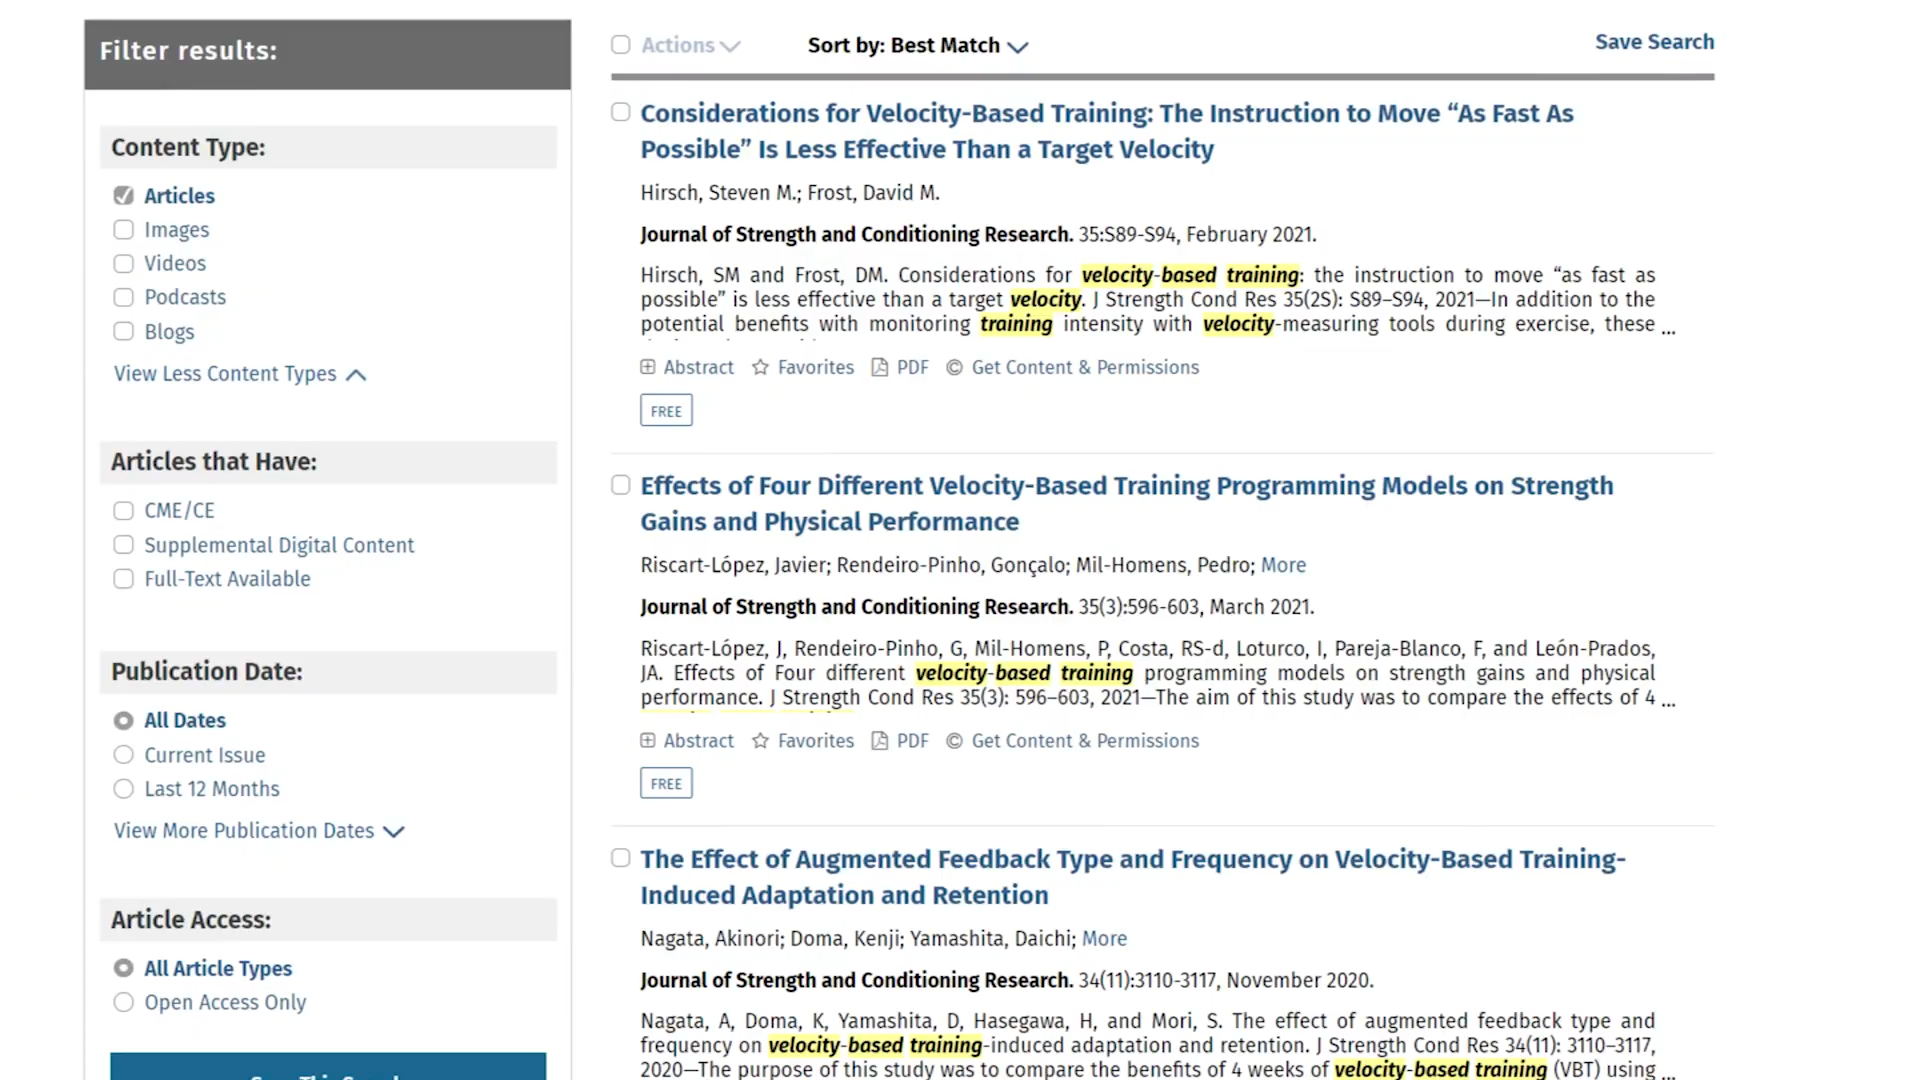 Filter results:
Content Type:
Articles
Images
Videos
Podcasts
Blogs
View Less Content Types
Articles that Have:
CME/CE
Supplemental Digital Content
Full-Text Available
Publication Date:
All Dates
Current Issue
Last 12 Months
View More Publication Dates
Article Access:
All Article Types
Open Access Only
Actions
Sort by: Best Match
Save Search
Considerations for Velocity-Based Training: The Instruction to Move “As Fast As
Possible” Is Less Effective Than a Target Velocity
Hirsch, Steven M.; Frost, David M.
Journal of Strength and Conditioning Research. 35:S89-S94, February 2021.
Hirsch, SM and Frost, DM. Considerations for velocity-based training: the instruction to move “as fast as
possible” is less effective than a target velocity. J Strength Cond Res 35(2S): S89–S94, 2021—In addition to the
potential benefits with monitoring training intensity with velocity-measuring tools during exercise, these ...
Abstract Favorites PDF © Get Content & Permissions
FREE
Effects of Four Different Velocity-Based Training Programming Models on Strength
Gains and Physical Performance
Riscart-López, Javier; Rendeiro-Pinho, Gonçalo; Mil-Homens, Pedro; More
Journal of Strength and Conditioning Research. 35(3):596-603, March 2021.
Riscart-López, J, Rendeiro-Pinho, G, Mil-Homens, P, Costa, RS-d, Loturco, I, Pareja-Blanco, F, and León-Prados,
JA. Effects of Four different velocity-based training programming models on strength gains and physical
performance. J Strength Cond Res 35(3): 596–603, 2021—The aim of this study was to compare the effects of 4 ...
Abstract Favorites PDF © Get Content & Permissions
FREE
The Effect of Augmented Feedback Type and Frequency on Velocity-Based Training-
Induced Adaptation and Retention
Nagata, Akinori; Doma, Kenji; Yamashita, Daichi; More
Journal of Strength and Conditioning Research. 34(11):3110-3117, November 2020.
Nagata, A, Doma, K, Yamashita, D, Hasegawa, H, and Mori, S. The effect of augmented feedback type and
frequency on velocity-based training-induced adaptation and retention. J Strength Cond Res 34(11): 3110–3117,
2020—The purpose of this study was to compare the benefits of 4 weeks of velocity-based training (VBT) using ...